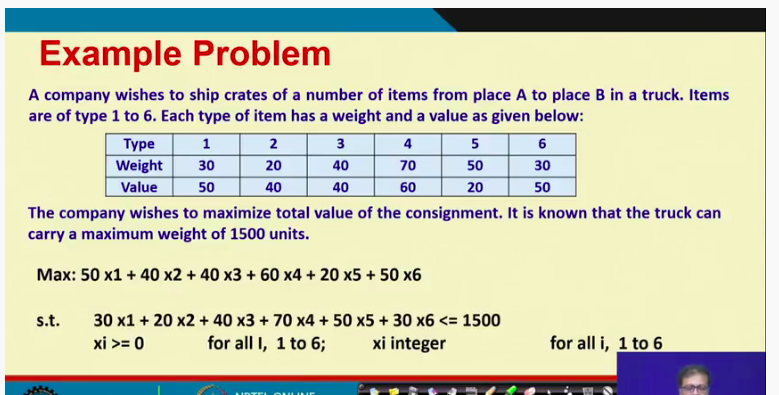 Example Problem
A company wishes to ship crates of a number of items from place A to place B in a truck. Items
are of type 1 to 6. Each type of item has a weight and a value as given below:
Type 1 2 3 4 5 6
Weight 30 20 40 70 50 30
Value 50 40 40 60 20 50
The company wishes to maximize total value of the consignment. It is known that the truck can
carry a maximum weight of 1500 units.
Max: 50 x1 + 40 x2 + 40 x3 + 60 x4 + 20 x5 + 50 x6
s.t. 30 x1 + 20 x2 + 40 x3 + 70 x4 + 50 x5 + 30 x6 <= 1500
xi >= 0 for all I, 1 to 6; xi integer for all i, 1 to 6
NPTEL ONLINE